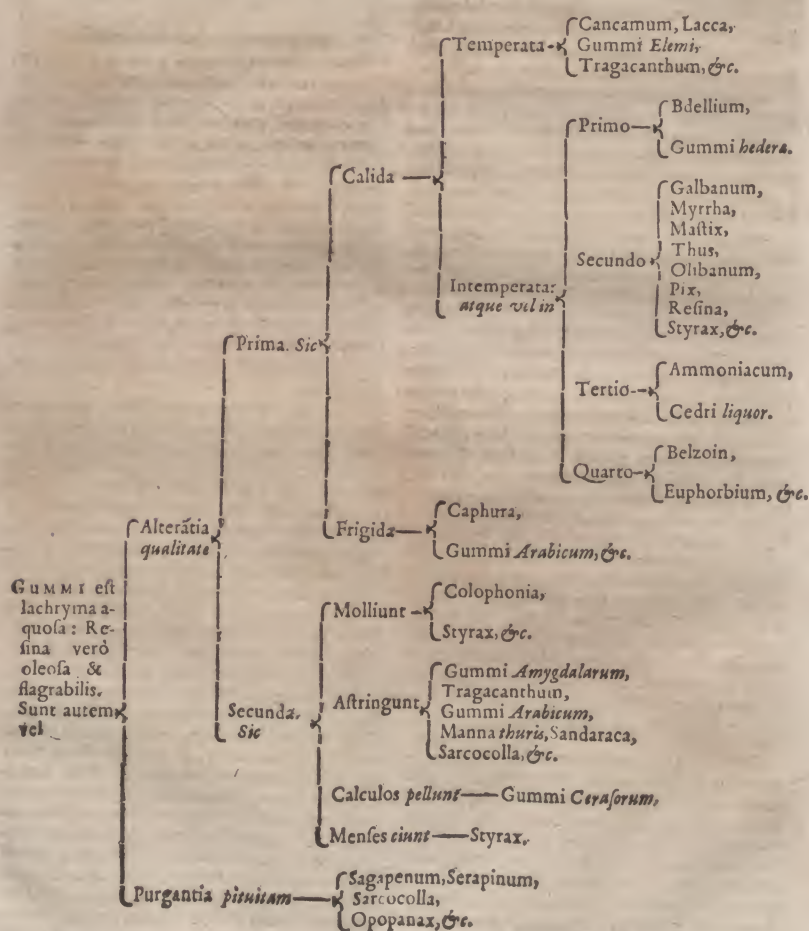 Cancamum, Lacca,
Temperata
Gummi Elemi,
Tragacanthum, &c.
Bdellium,
Primo
Gummi hederæ.
Calida
Galbanum,
Myrrha,
Maſtix,
Thus,
Secundo
Olibanum,
Intemperata:
atque vel in
Pix,
Reſina,
Styrax, &c.
Prima. Sic
Ammoniacum,
Tertio
Cedri liquor.
Belzoin,
Quarto
Euphorbium, &c.
Caphura,
Alterātia
qualitate
Frigida
Gummi Arabicum, &c.
GUMMI eſt
lachryma a-
quoſa: Re-
ſina verò
oleoſa &
flagrabilis.
Sunt autem
vel
Colophonia,
Molliunt
Styrax, &c.
Gummi Amygdalarum,
Tragacanthum,
Secunda.
Sic
Aſtringunt
Gummi Arabicum,
Manna thuris, Sandaraca,
Sarcocolla, &c.
Calculos pellunt — Gummi Ceraſorum,
Menſes ciunt — Styrax,
Sagapenum, Serapinum,
Purgantia pituitam
Sarcocolla,
Opopanax, &c.